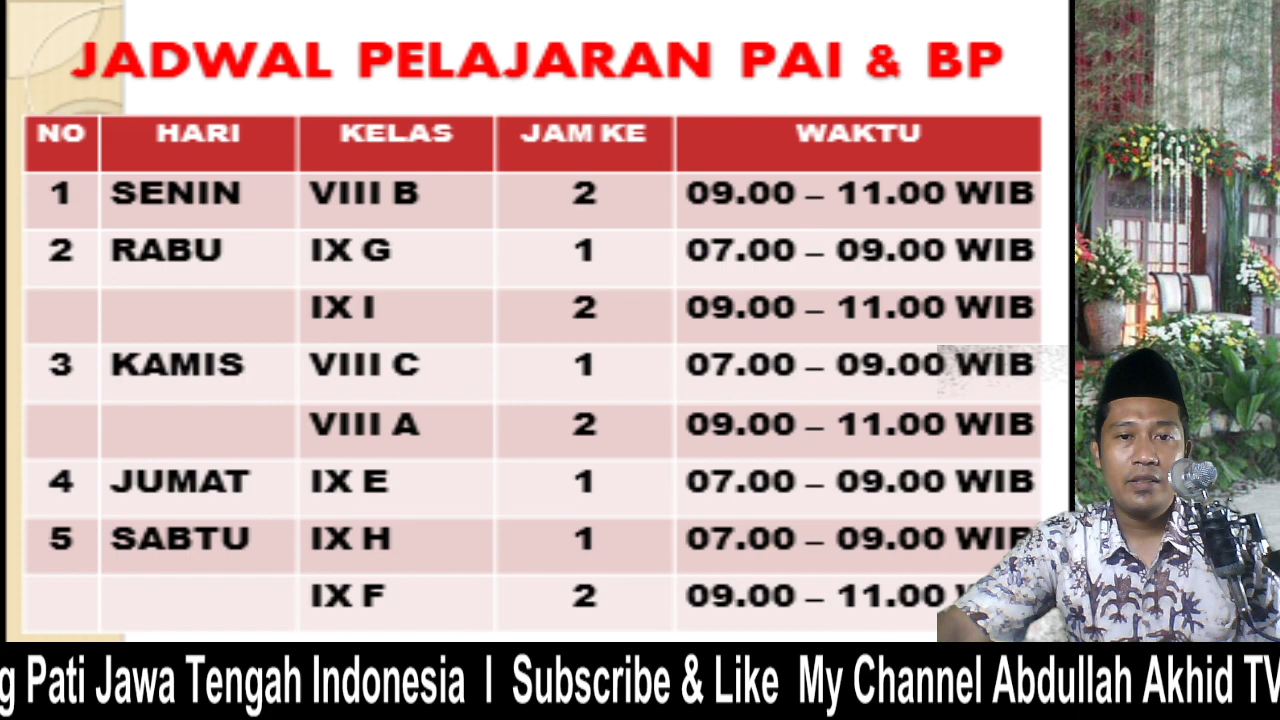 JADWAL PELAJARAN PAI & BP
NO HARI KELAS JAM KE WAKTU
1 SENIN VIII B 2 09.00 – 11.00 WIB
2 RABU IX G 1 07.00 – 09.00 WIB
IX I 2 09.00 – 11.00 WIB
3 KAMIS VIII C 1 07.00 – 09.00 WIB
VIII A 2 09.00 – 11.00 WIB
4 JUMAT IX E 1 07.00 – 09.00 WIB
5 SABTU IX H 1 07.00 – 09.00 WIB
IX F 2 09.00 – 11.00
Pati Jawa Tengah Indonesia I Subscribe & Like My Channel Abdullah Akhid TV